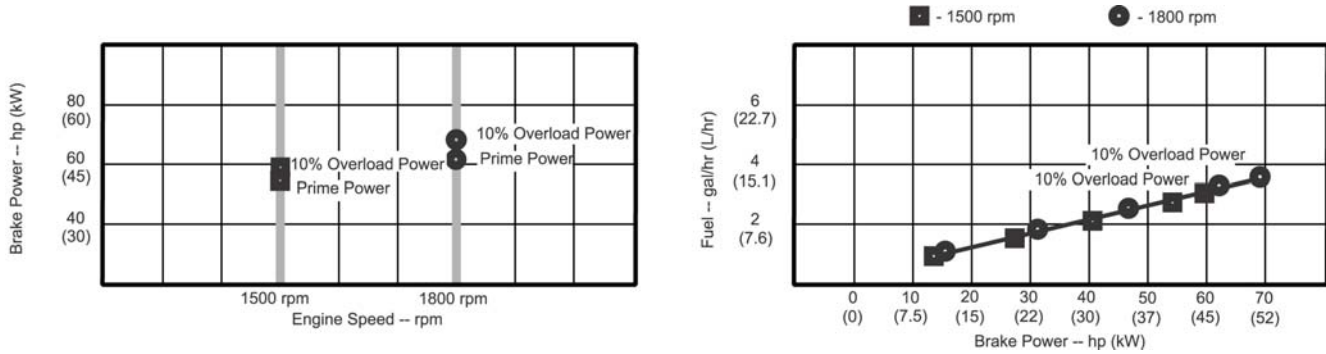 80
(60)
60
(45)
40
(30)
Brake Power -- hp (kW)
10% Overload Power
Prime Power
10% Overload Power
Prime Power
1500 rpm
1800 rpm
Engine Speed -- rpm
- 1500 rpm
- 1800 rpm
6
(22.7)
4
(15.1)
2
(7.6)
Fuel -- gal/hr (L/hr)
10% Overload Power
10% Overload Power
0 10 20 30 40 50 60 70
(0) (7.5) (15) (22) (30) (37) (45) (52)
Brake Power -- hp (kW)